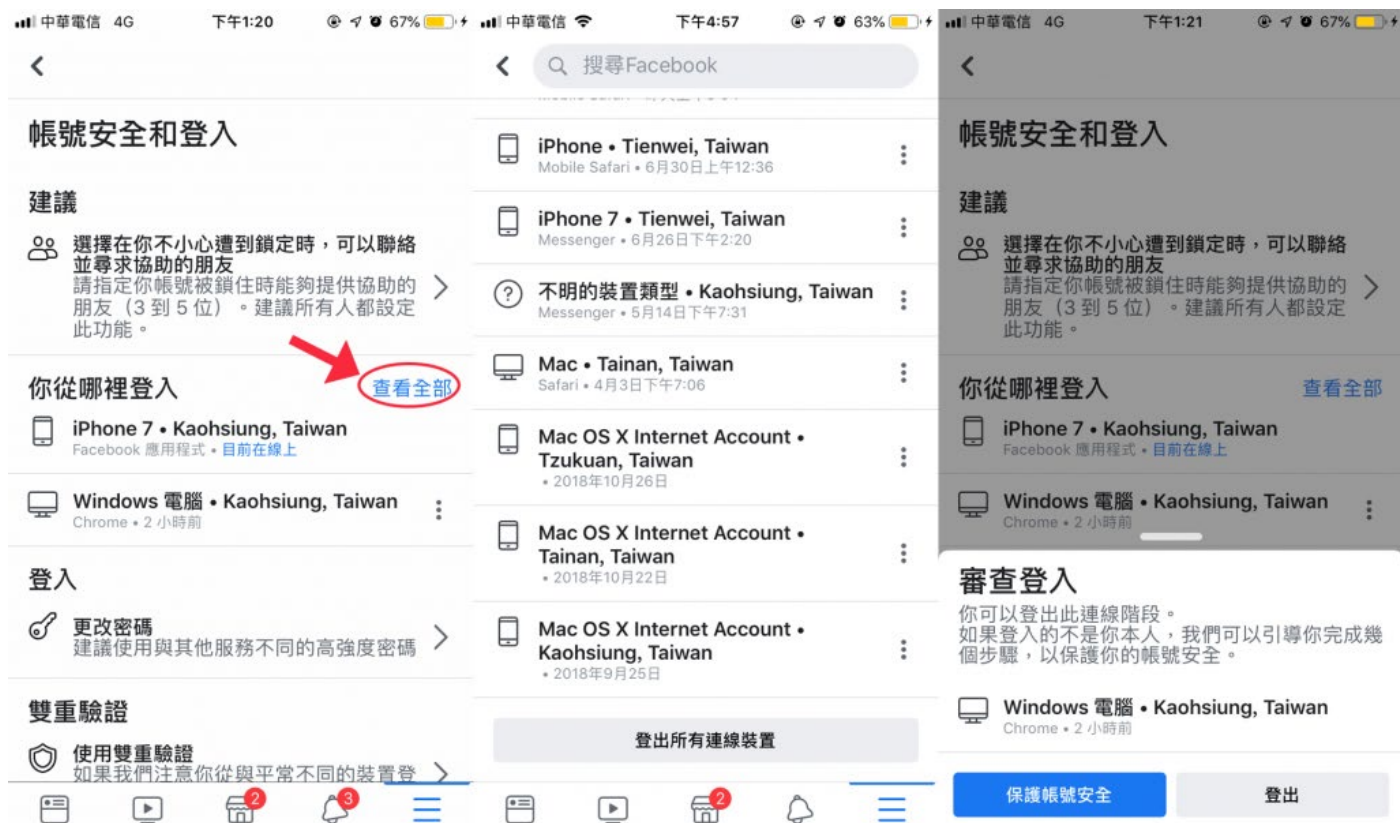 中華電信 4G 下午1:20 67%
帳號安全和登入
建議
選擇在你不小心遭到鎖定時，可以聯絡
並尋求協助的朋友
請指定你帳號被鎖住時能夠提供協助的
朋友（3 到 5 位）。建議所有人都設定
此功能。
你從哪裡登入 查看全部
iPhone 7 • Kaohsiung, Taiwan
Facebook 應用程式 • 目前在線上
Windows 電腦 • Kaohsiung, Taiwan
Chrome • 2 小時前
登入
更改密碼
建議使用與其他服務不同的高強度密碼
雙重驗證
使用雙重驗證
如果我們注意你從與平常不同的裝置登
2 3
中華電信 下午4:57 63%
搜尋Facebook
iPhone • Tienwei, Taiwan
Mobile Safari • 6月30日上午12:36
iPhone 7 • Tienwei, Taiwan
Messenger • 6月26日下午2:20
不明的裝置類型 • Kaohsiung, Taiwan
Messenger • 5月14日下午7:31
Mac • Tainan, Taiwan
Safari • 4月3日下午7:06
Mac OS X Internet Account •
Tzukuan, Taiwan
• 2018年10月26日
Mac OS X Internet Account •
Tainan, Taiwan
• 2018年10月22日
Mac OS X Internet Account •
Kaohsiung, Taiwan
• 2018年9月25日
登出所有連線裝置
2
中華電信 4G 下午1:21 67%
帳號安全和登入
建議
選擇在你不小心遭到鎖定時，可以聯絡
並尋求協助的朋友
請指定你帳號被鎖住時能夠提供協助的
朋友（3 到 5 位）。建議所有人都設定
此功能。
你從哪裡登入 查看全部
iPhone 7 • Kaohsiung, Taiwan
Facebook 應用程式 • 目前在線上
Windows 電腦 • Kaohsiung, Taiwan
Chrome • 2 小時前
審查登入
你可以登出此連線階段。
如果登入的不是你本人，我們可以引導你完成幾
個步驟，以保護你的帳號安全。
Windows 電腦 • Kaohsiung, Taiwan
Chrome • 2 小時前
保護帳號安全 登出